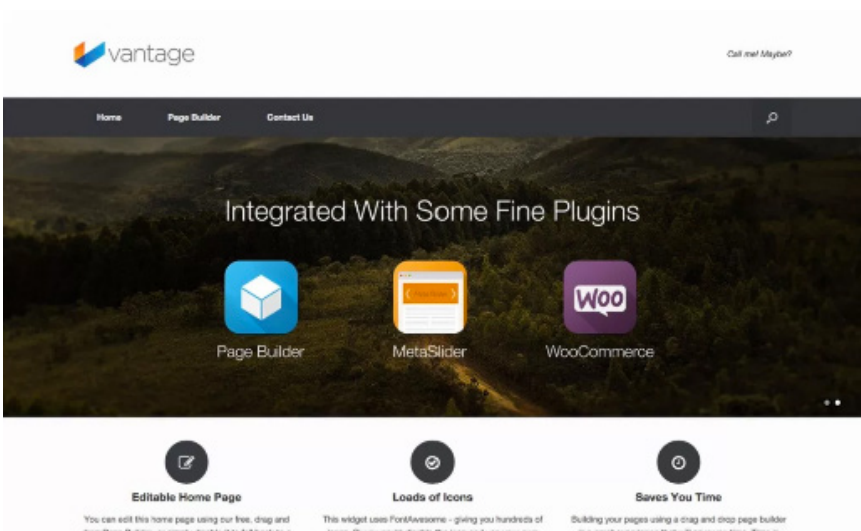 vantage
Call me! Maybe?
Home Page Builder Contact Us
Integrated With Some Fine Plugins
WOO
Page Builder MetaSlider WooCommerce
Editable Home Page Loads of Icons Saves You Time
You can edit this home page using our free, drag and
This widget uses FontAwesome - giving you hundreds of
Building your pages using a drag and drop page builder